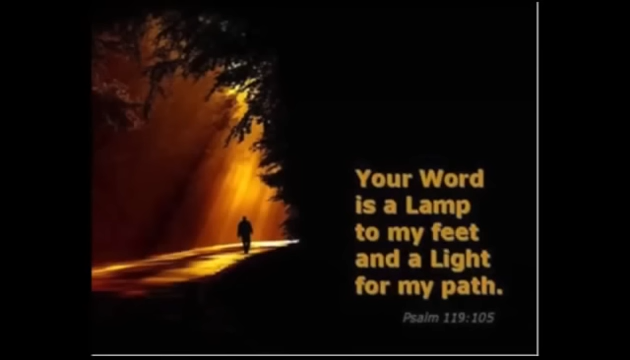 Your Word
is a Lamp
to my feet
and a Light
for my path.
Psalm 119:105